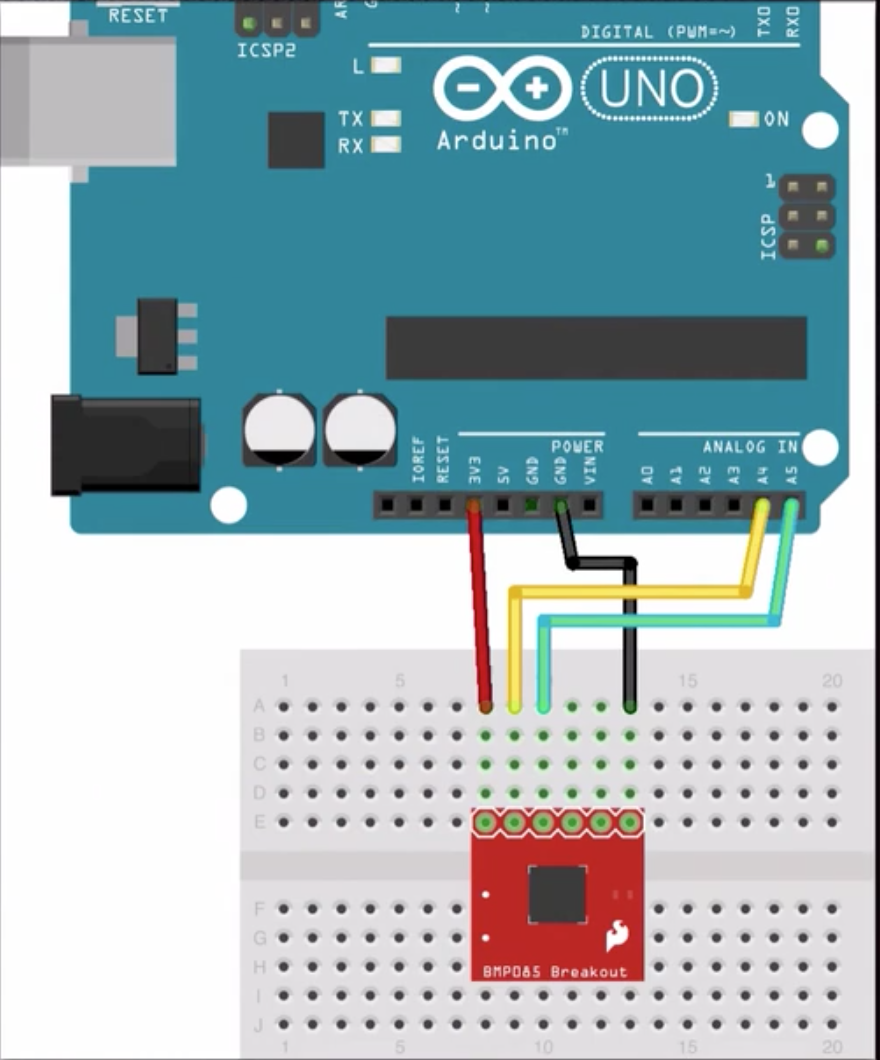 RESET
ICSP2
AR
DIGITAL (PWM=~)
TX0
RX0
L
TX
RX
UNO
Arduino™
ON
1
ICSP
IOREF
RESET
3V3
5V
GND
GND
VIN
POWER
A0
A1
A2
A3
A4
A5
ANALOG IN
1 5 10 15 20
A
B
C
D
E
F
G
H
I
J
BMP085 Breakout
1 5 10 15 20